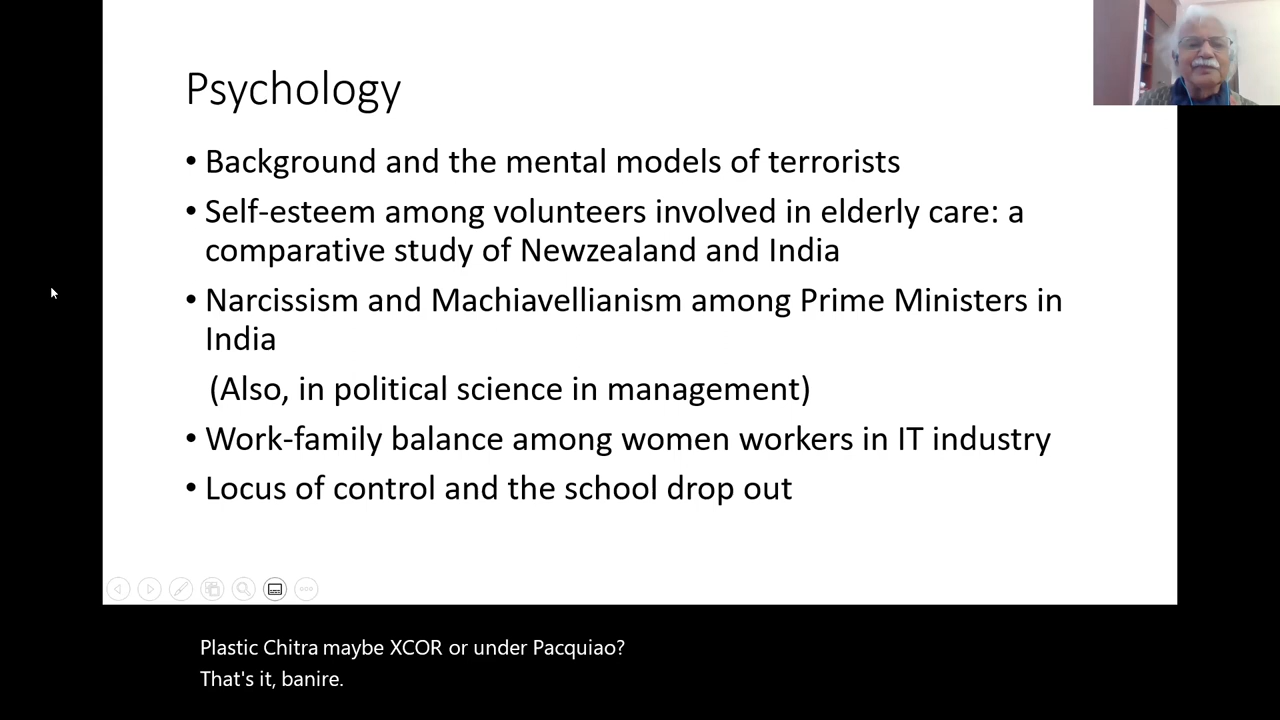 Psychology
• Background and the mental models of terrorists
• Self-esteem among volunteers involved in elderly care: a
comparative study of Newzealand and India
• Narcissism and Machiavellianism among Prime Ministers in
India
(Also, in political science in management)
• Work-family balance among women workers in IT industry
• Locus of control and the school drop out
Plastic Chitra maybe XCOR or under Pacquiao?
That's it, banire.